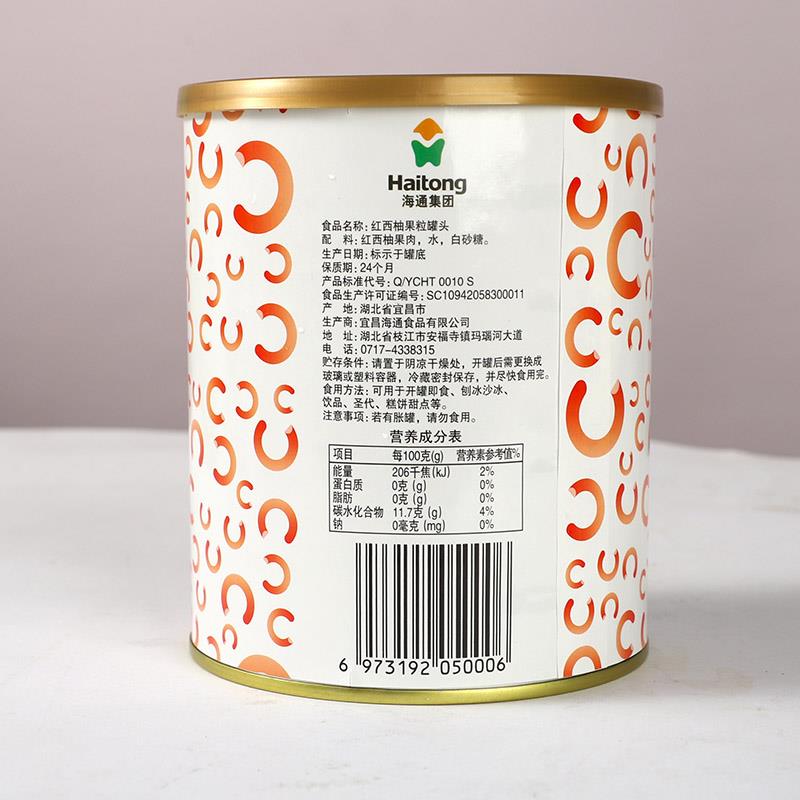 Haitong
海通集团
食品名称：红西柚果粒罐头
配　料：红西柚果肉，水，白砂糖。
生产日期：标示于罐底
保质期：24个月
产品标准代号：Q/YCHT 0010 S
食品生产许可证编号：SC10942058300011
产　地：湖北省宜昌市
生产商：宜昌海通食品有限公司
地　址：湖北省枝江市安福寺镇玛瑙河大道
电　话：0717-4338315
贮存条件：请置于阴凉干燥处，开罐后需更换成
玻璃或塑料容器，冷藏密封保存，并尽快食用完。
食用方法：可用于开罐即食、刨冰沙冰、
饮品、圣代、糕饼甜点等。
注意事项：若有胀罐，请勿食用。
营养成分表
项目 每100克(g) 营养素参考值%
能量 206千焦(kJ) 2%
蛋白质 0克 (g) 0%
脂肪 0克 (g) 0%
碳水化合物 11.7克 (g) 4%
钠 0毫克 (mg) 0%
6 973192 050006